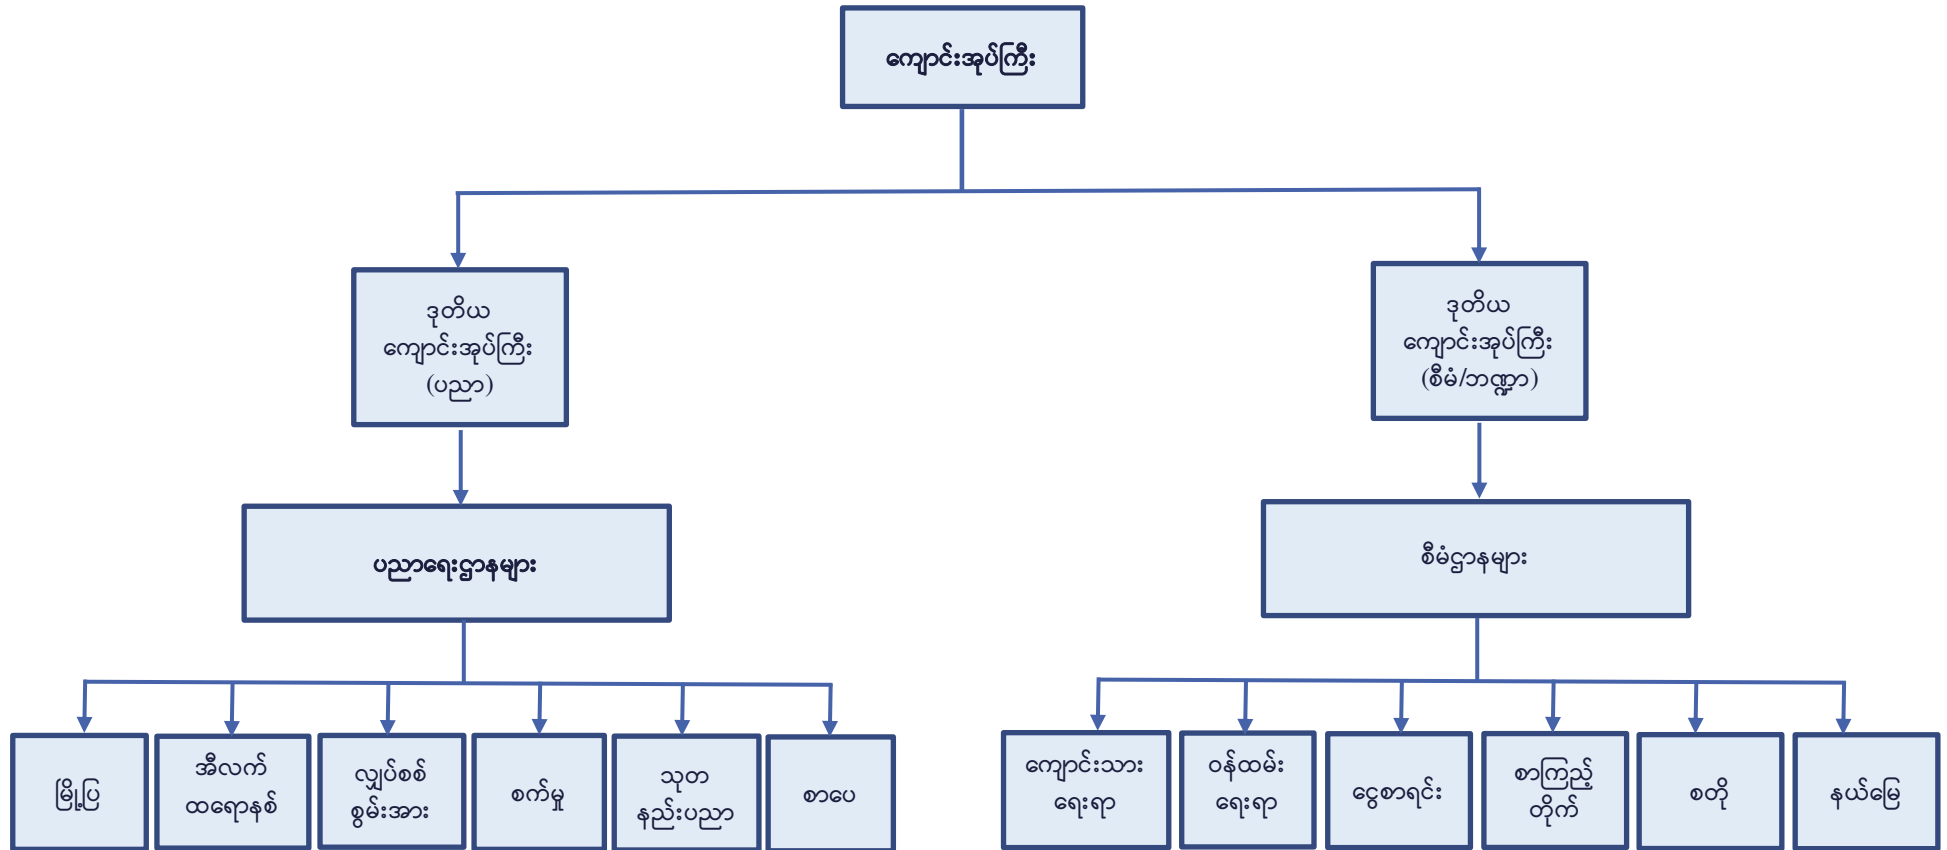 ကျောင်းအုပ်ကြီး
ဒုတိယ
ကျောင်းအုပ်ကြီး
(ပညာ)
ဒုတိယ
ကျောင်းအုပ်ကြီး
(စီမံ/ဘဏ္ဍာ)
ပညာရေးဌာနများ
စီမံဌာနများ
မြို့ပြ
အီလက်
ထရောနစ်
လျှပ်စစ်
စွမ်းအား
စက်မှု
သုတ
နည်းပညာ
စာပေ
ကျောင်းသား
ရေးရာ
ဝန်ထမ်း
ရေးရာ
ငွေစာရင်း
စာကြည့်
တိုက်
စတို
နယ်မြေ